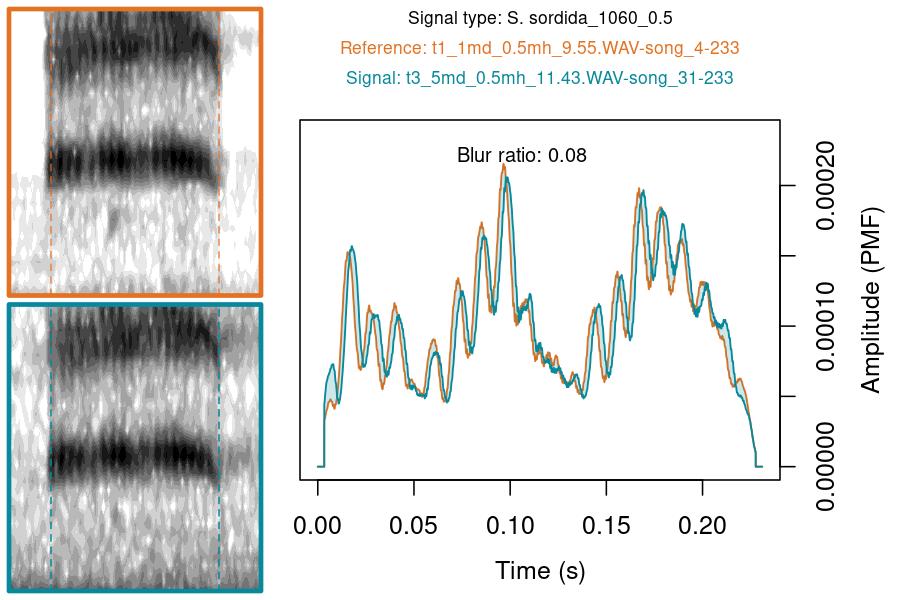 Signal type: S. sordida_1060_0.5
Reference: t1_1md_0.5mh_9.55.WAV-song_4-233
Signal: t3_5md_0.5mh_11.43.WAV-song_31-233
Blur ratio: 0.08
0.00020
0.00010
0.00000
Amplitude (PMF)
0.00 0.05 0.10 0.15 0.20
Time (s)